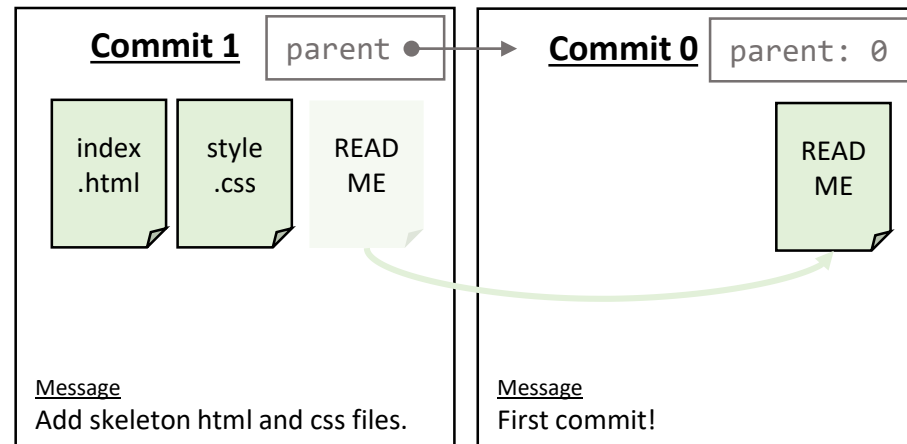 Commit 1
parent
index
.html
style
.css
READ
ME
Message
Add skeleton html and css files.
Commit 0
parent: 0
READ
ME
Message
First commit!